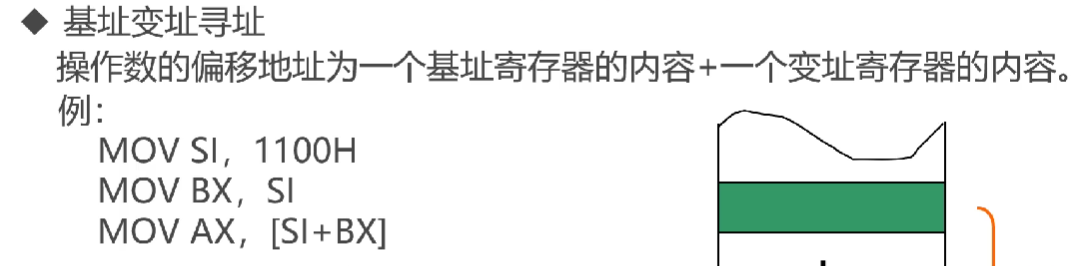 ◆ 基址变址寻址
操作数的偏移地址为一个基址寄存器的内容+一个变址寄存器的内容。
例：
MOV SI，1100H
MOV BX，SI
MOV AX，[SI+BX]